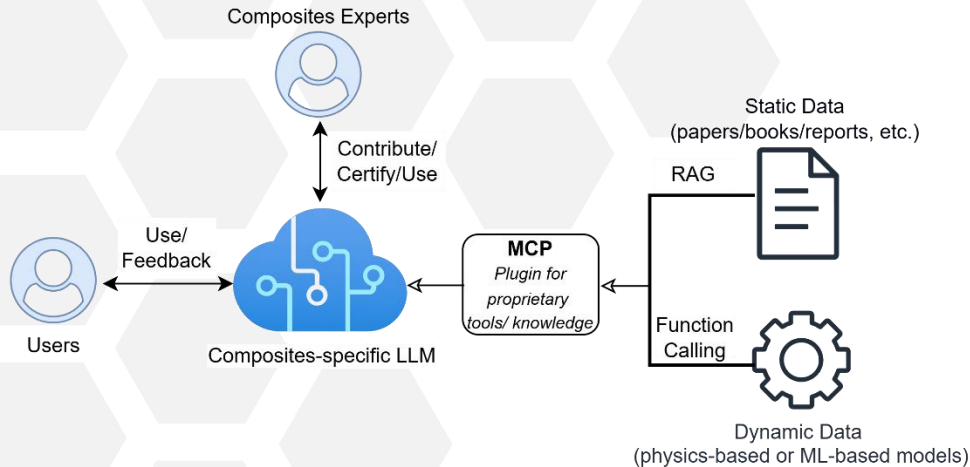 Composites Experts
Contribute/
Certify/Use
Static Data
(papers/books/reports, etc.)
RAG
Use/
Feedback
MCP
Plugin for
proprietary
tools/ knowledge
Users
Composites-specific LLM
Function
Calling
Dynamic Data
(physics-based or ML-based models)